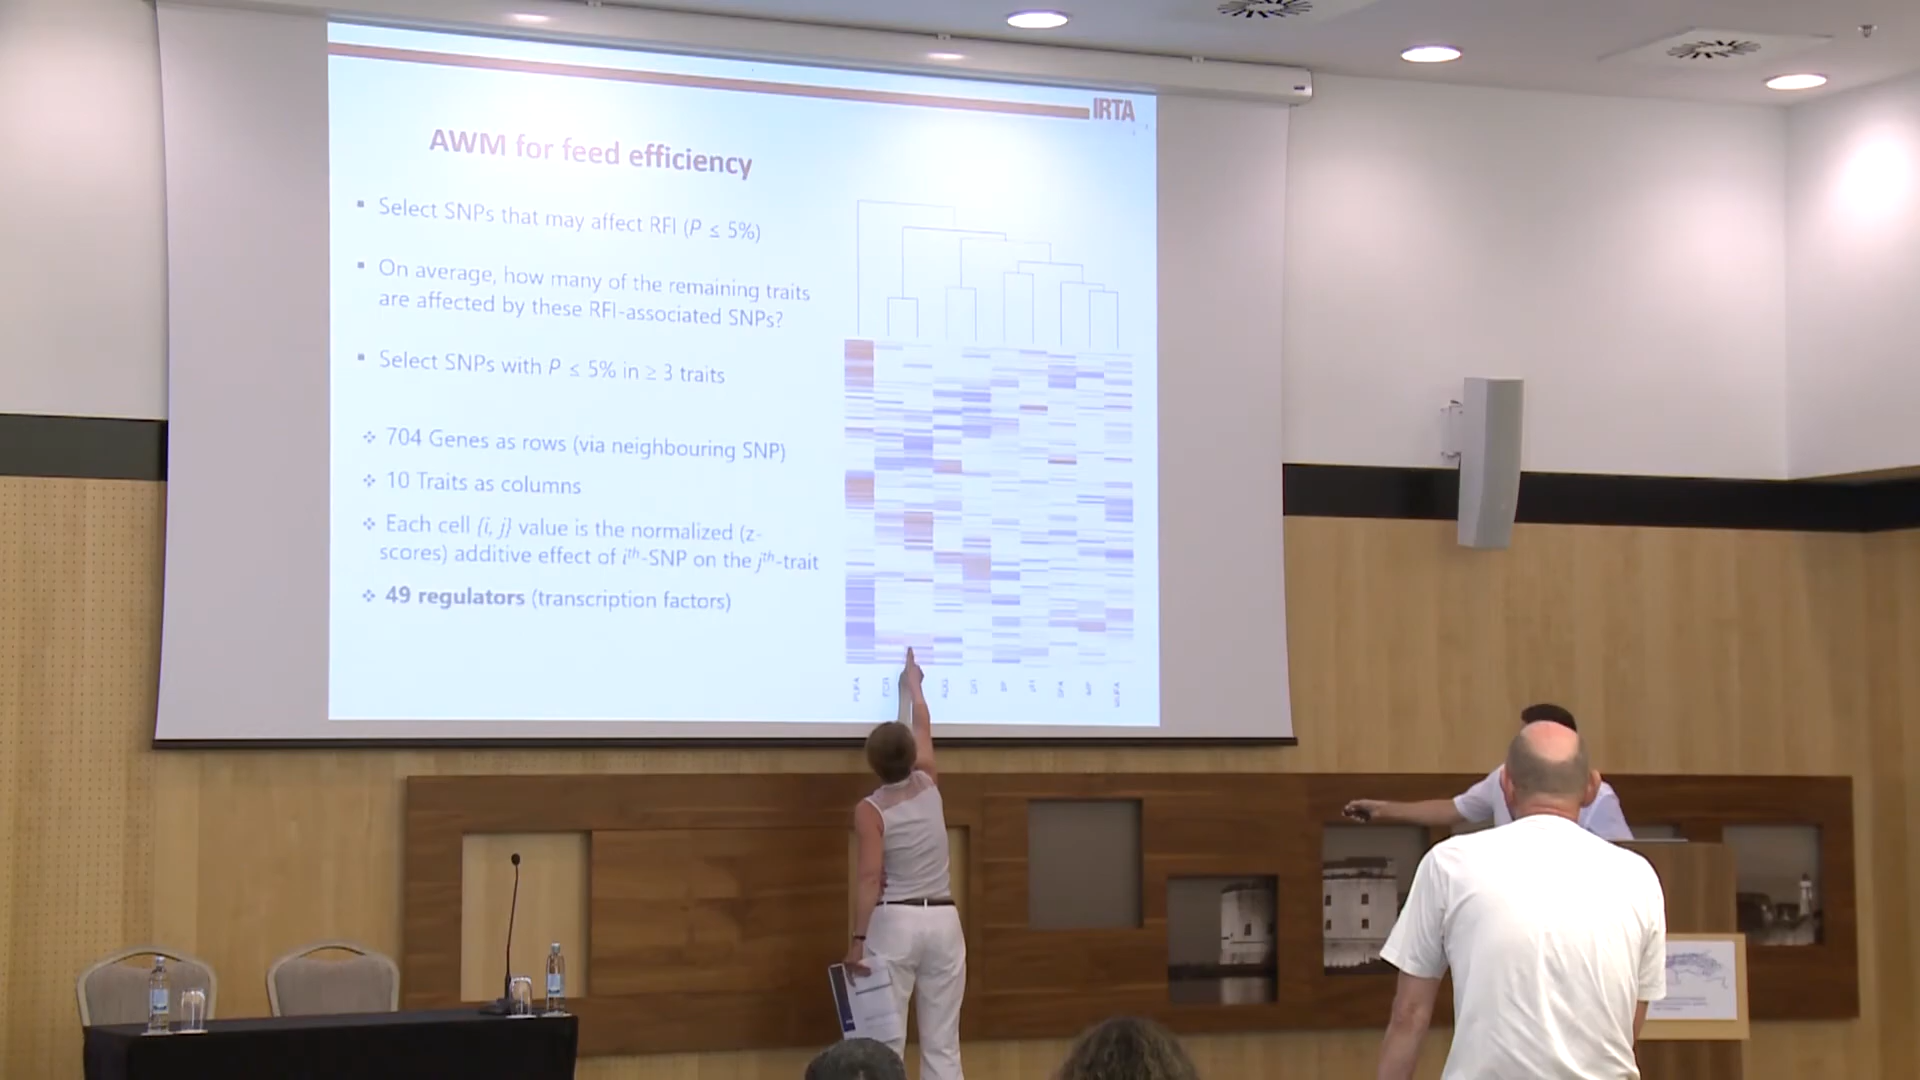 IRTA
AWM for feed efficiency
Select SNPs that may affect RFI (P ≤ 5%)
On average, how many of the remaining traits
are affected by these RFI-associated SNPs?
Select SNPs with P ≤ 5% in ≥ 3 traits
704 Genes as rows (via neighbouring SNP)
10 Traits as columns
Each cell {i, j} value is the normalized (z-
scores) additive effect of ith-SNP on the jth-trait
49 regulators (transcription factors)